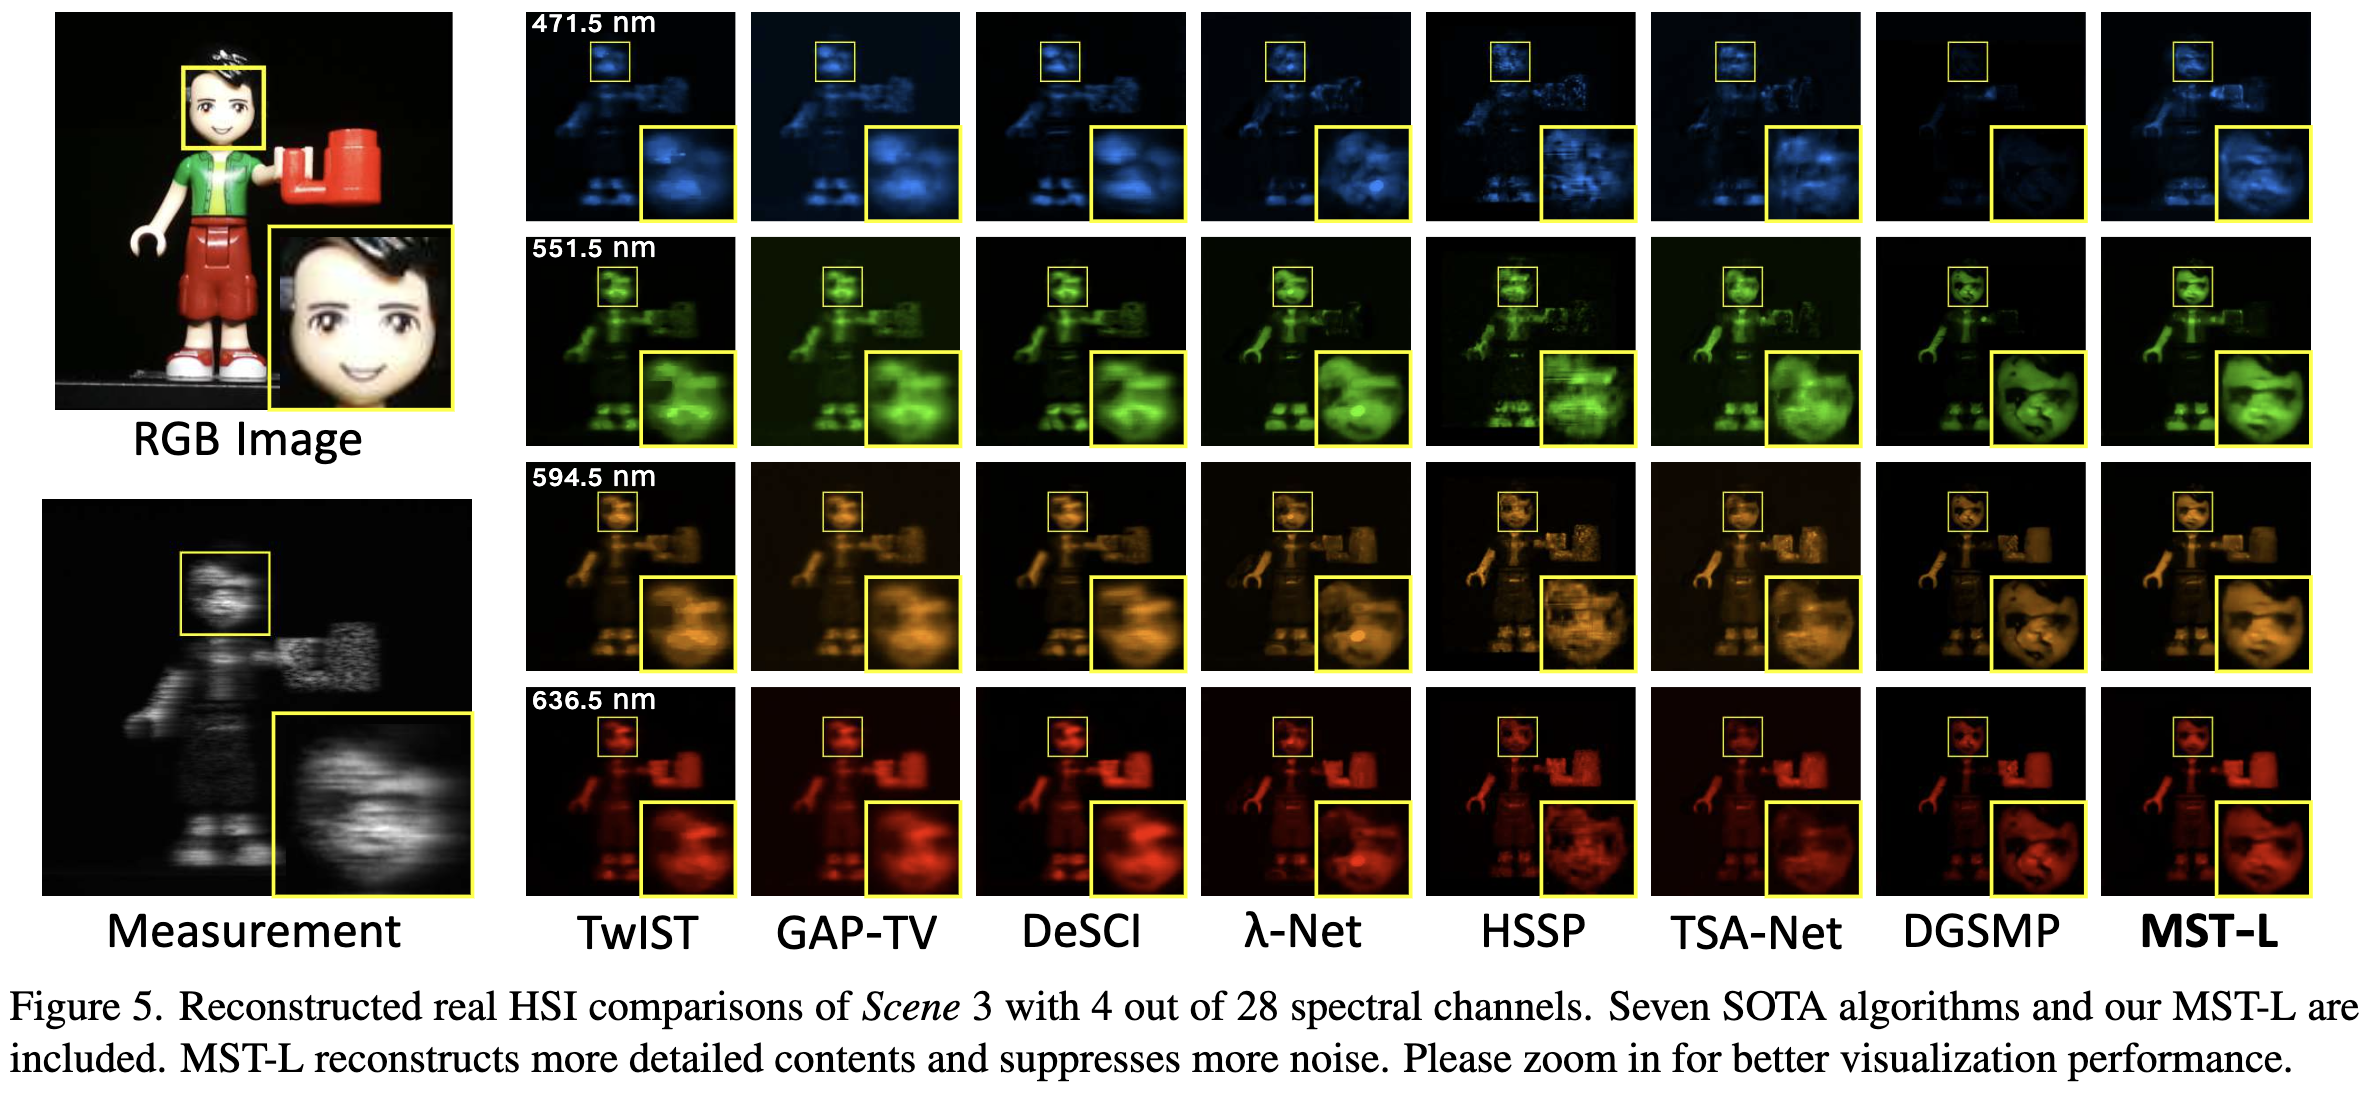 471.5 nm
551.5 nm
594.5 nm
636.5 nm
RGB Image
Measurement
TwIST GAP-TV DeSCI λ-Net HSSP TSA-Net DGSMP MST-L
Figure 5. Reconstructed real HSI comparisons of Scene 3 with 4 out of 28 spectral channels. Seven SOTA algorithms and our MST-L are
included. MST-L reconstructs more detailed contents and suppresses more noise. Please zoom in for better visualization performance.